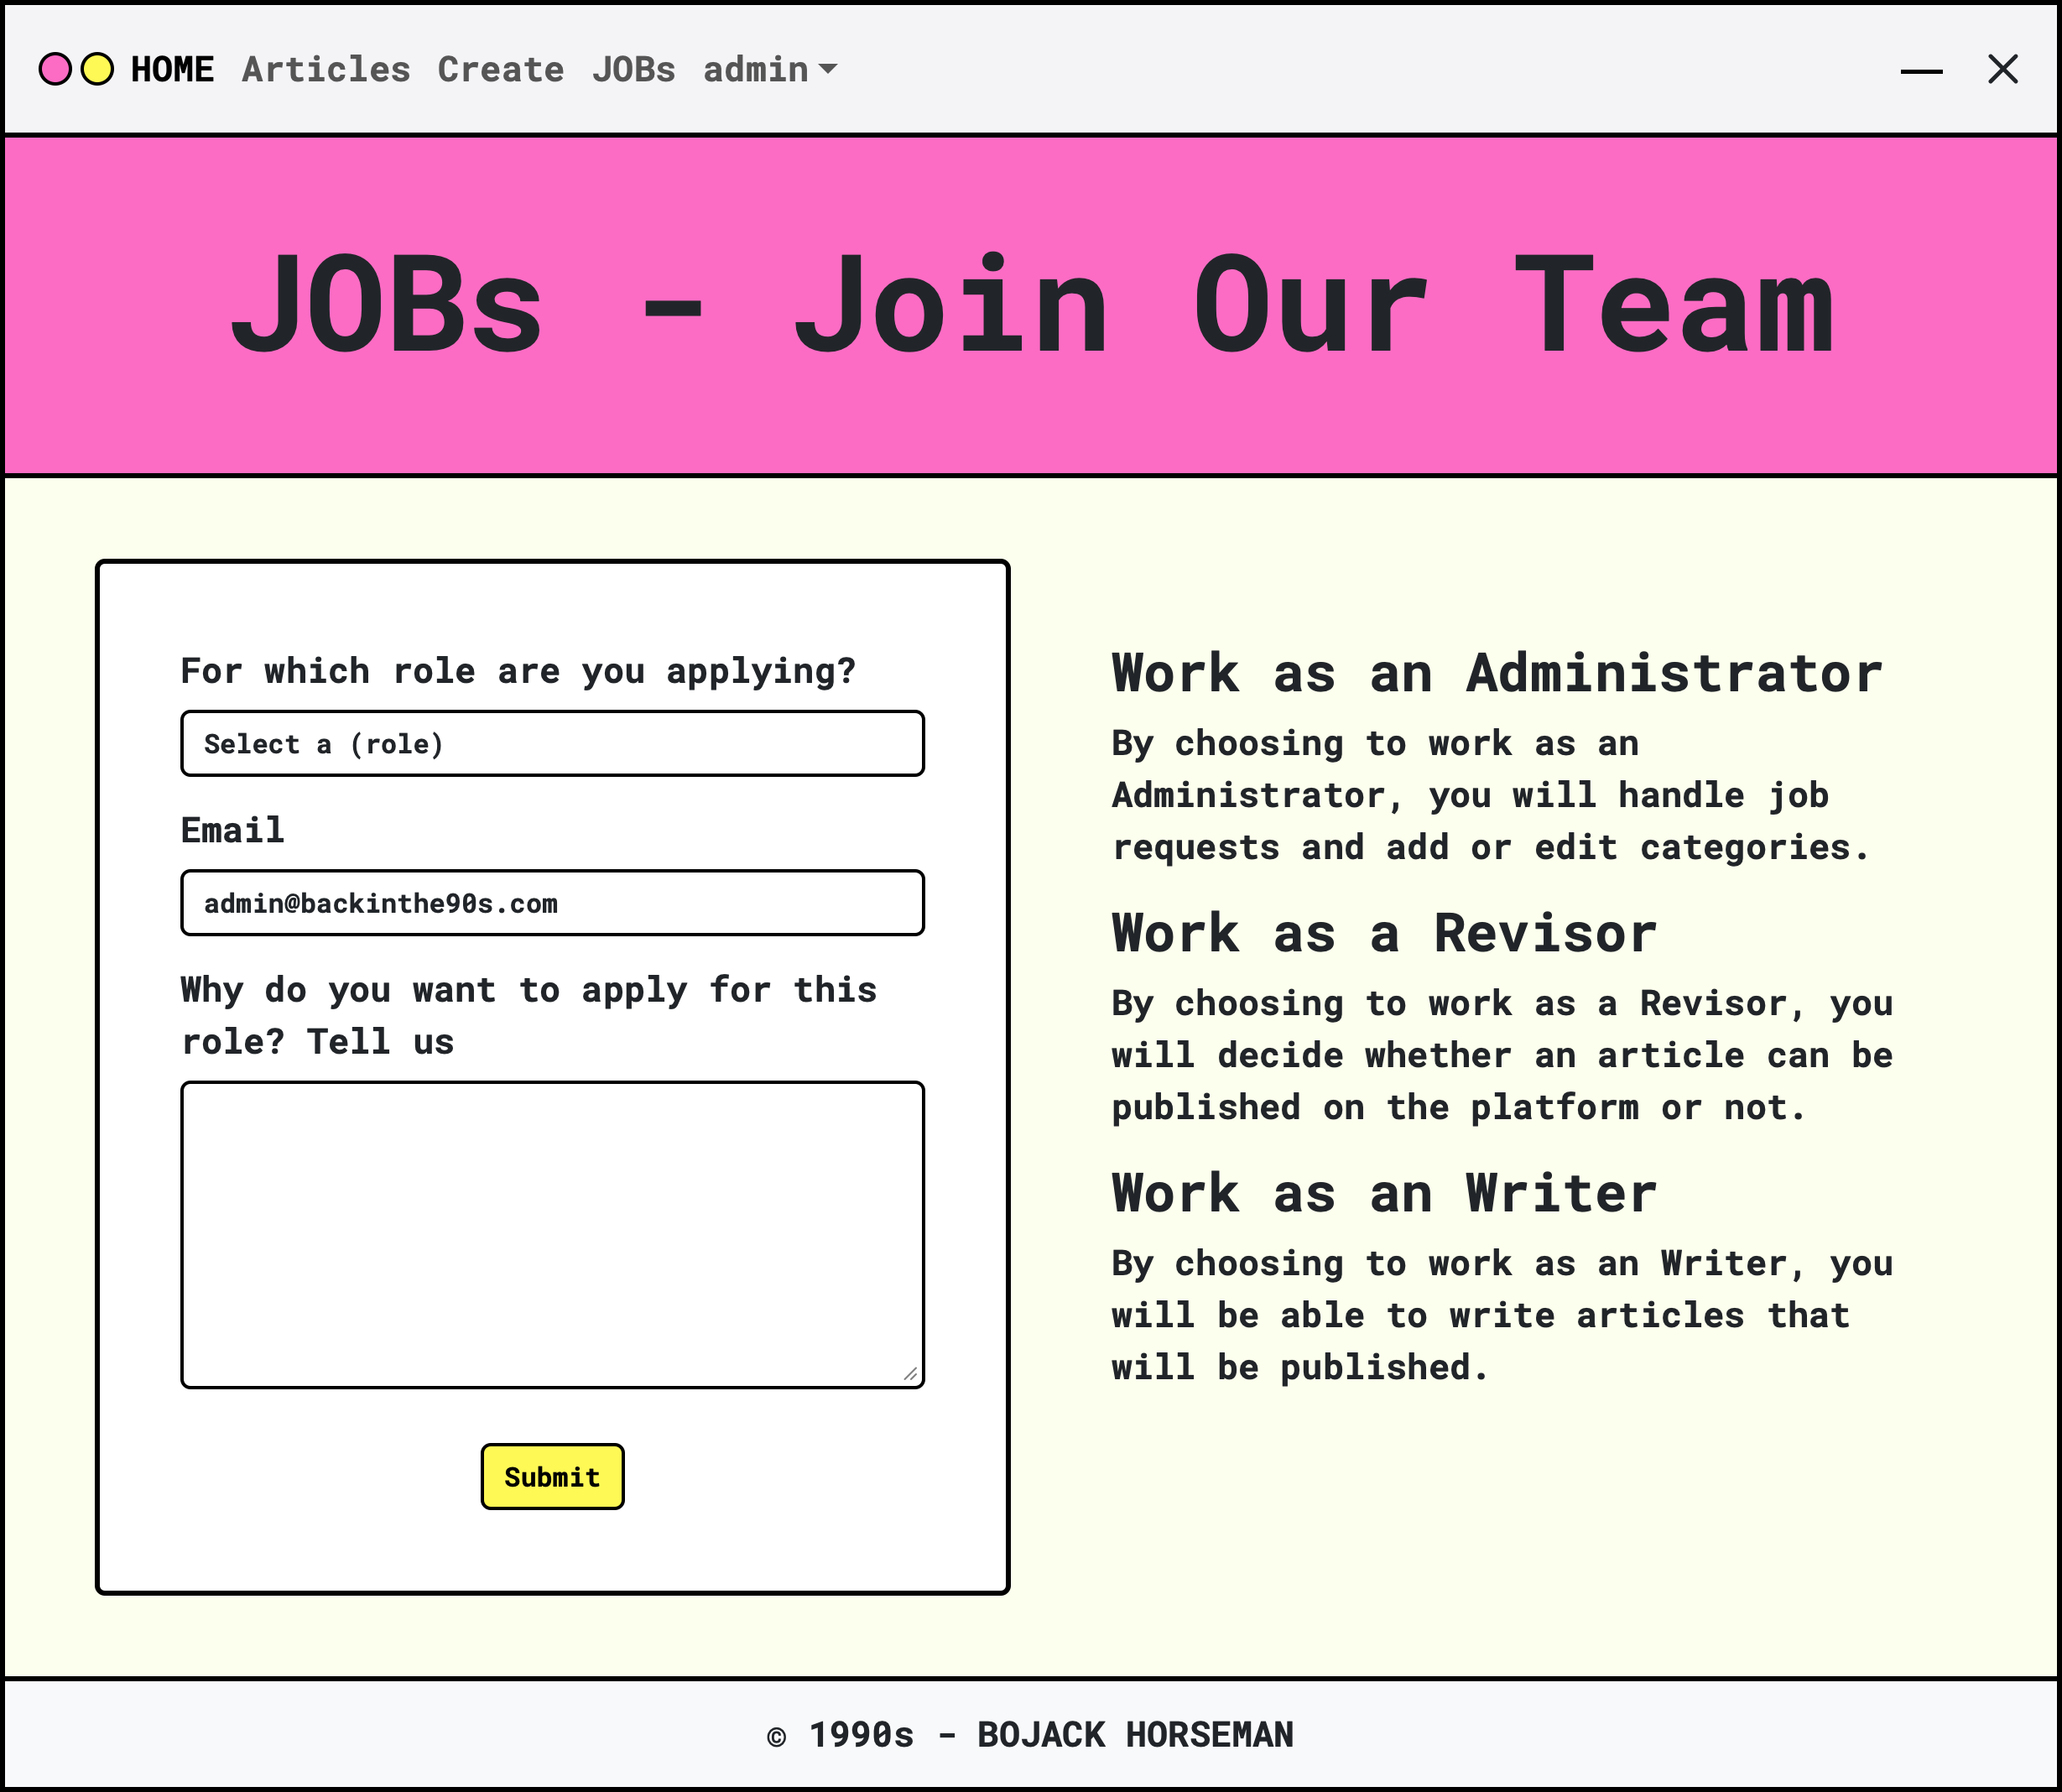 HOME Articles Create JOBs admin
JOBs - Join Our Team
For which role are you applying?
Select a (role)
Email
admin@backinthe90s.com
Why do you want to apply for this
role? Tell us
Submit
Work as an Administrator
By choosing to work as an
Administrator, you will handle job
requests and add or edit categories.
Work as a Revisor
By choosing to work as a Revisor, you
will decide whether an article can be
published on the platform or not.
Work as an Writer
By choosing to work as an Writer, you
will be able to write articles that
will be published.
© 1990s - BOJACK HORSEMAN